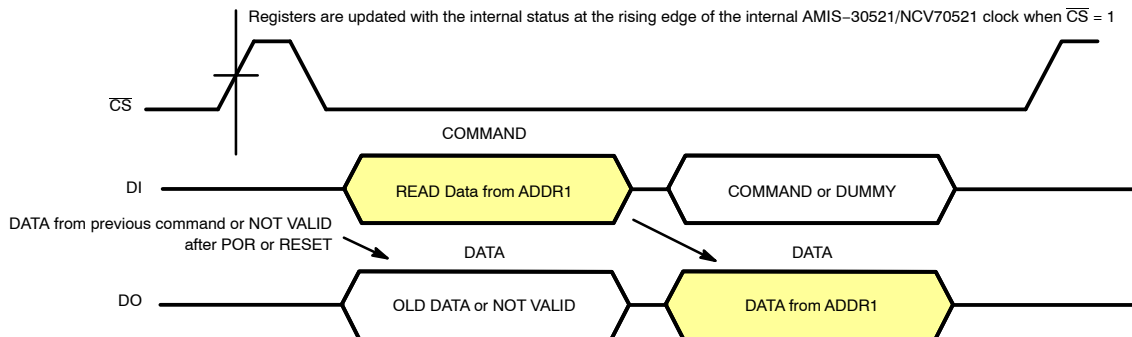 Registers are updated with the internal status at the rising edge of the internal AMIS−30521/NCV70521 clock when CS = 1
CS
COMMAND
DI
READ Data from ADDR1
COMMAND or DUMMY
DATA from previous command or NOT VALID
after POR or RESET
DATA
DATA
DO
OLD DATA or NOT VALID
DATA from ADDR1